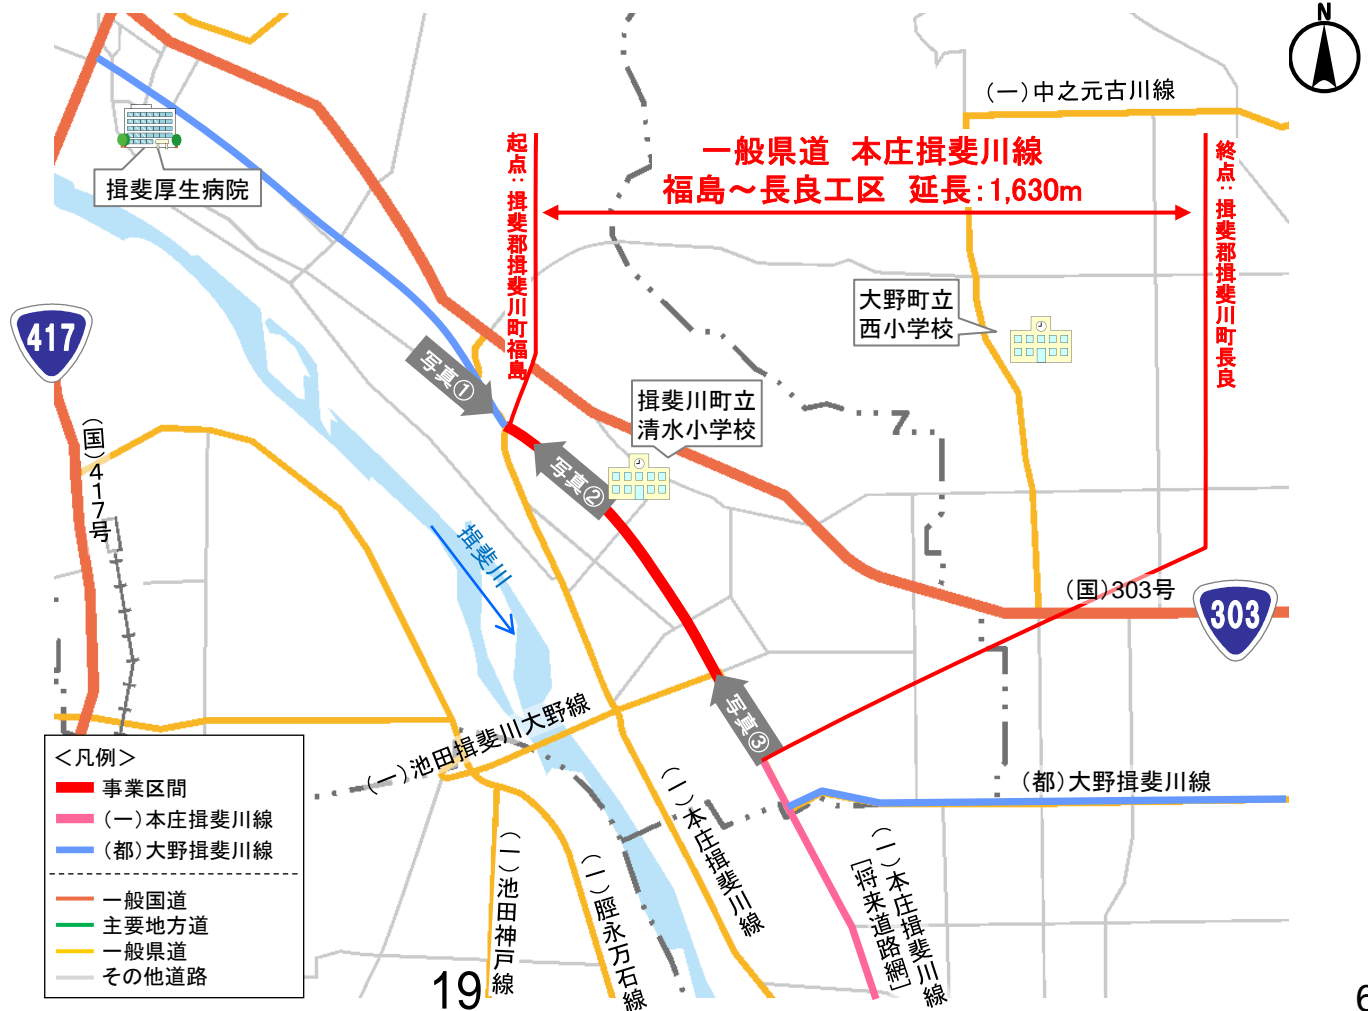 N
(一)中之元古川線
一般県道 本庄揖斐川線
福島～長良工区 延長:1,630m
起点:揖斐郡揖斐川町福島
終点:揖斐郡揖斐川町長良
揖斐厚生病院
大野町立
西小学校
417
写真①
揖斐川町立
清水小学校
7
写真②
(国)417号
揖斐川
(国)303号
303
写真③
(一)池田揖斐川大野線
(都)大野揖斐川線
(一)本庄揖斐川線
(一)本庄揖斐川線
[将来道路網]
(一)池田神戸線
(一)脛永万石線
＜凡例＞
事業区間
(一)本庄揖斐川線
(都)大野揖斐川線
一般国道
主要地方道
一般県道
その他道路
19
6